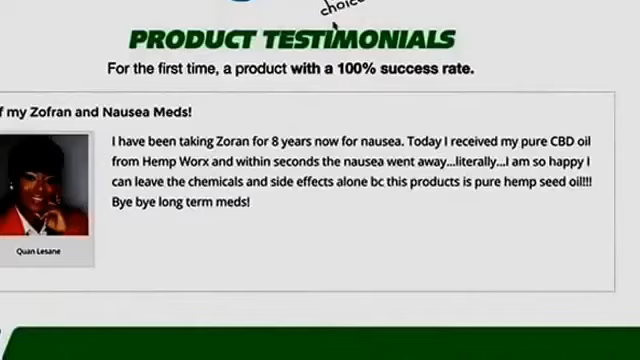 choice
PRODUCT TESTIMONIALS
For the first time, a product with a 100% success rate.
f my Zofran and Nausea Meds!
I have been taking Zoran for 8 years now for nausea. Today I received my pure CBD oil
from Hemp Worx and within seconds the nausea went away...literally...I am so happy I
can leave the chemicals and side effects alone bc this products is pure hemp seed oil!!!
Bye bye long term meds!
Quan Lesane